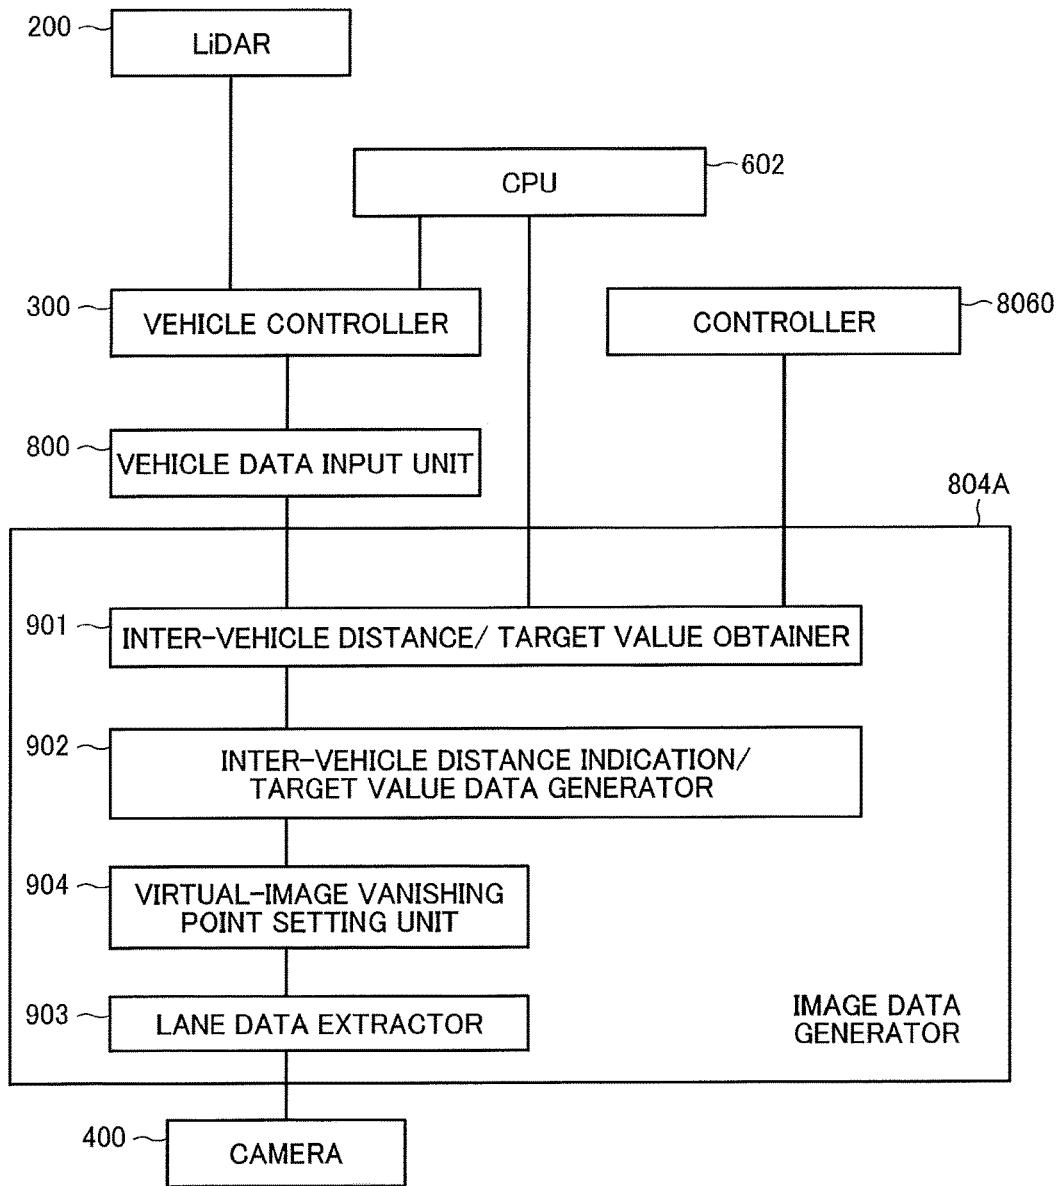 200
LiDAR
CPU
602
300
VEHICLE CONTROLLER
CONTROLLER
8060
800
VEHICLE DATA INPUT UNIT
804A
901
INTER-VEHICLE DISTANCE/ TARGET VALUE OBTAINER
902
INTER-VEHICLE DISTANCE INDICATION/
TARGET VALUE DATA GENERATOR
904
VIRTUAL-IMAGE VANISHING
POINT SETTING UNIT
903
LANE DATA EXTRACTOR
IMAGE DATA
GENERATOR
400
CAMERA